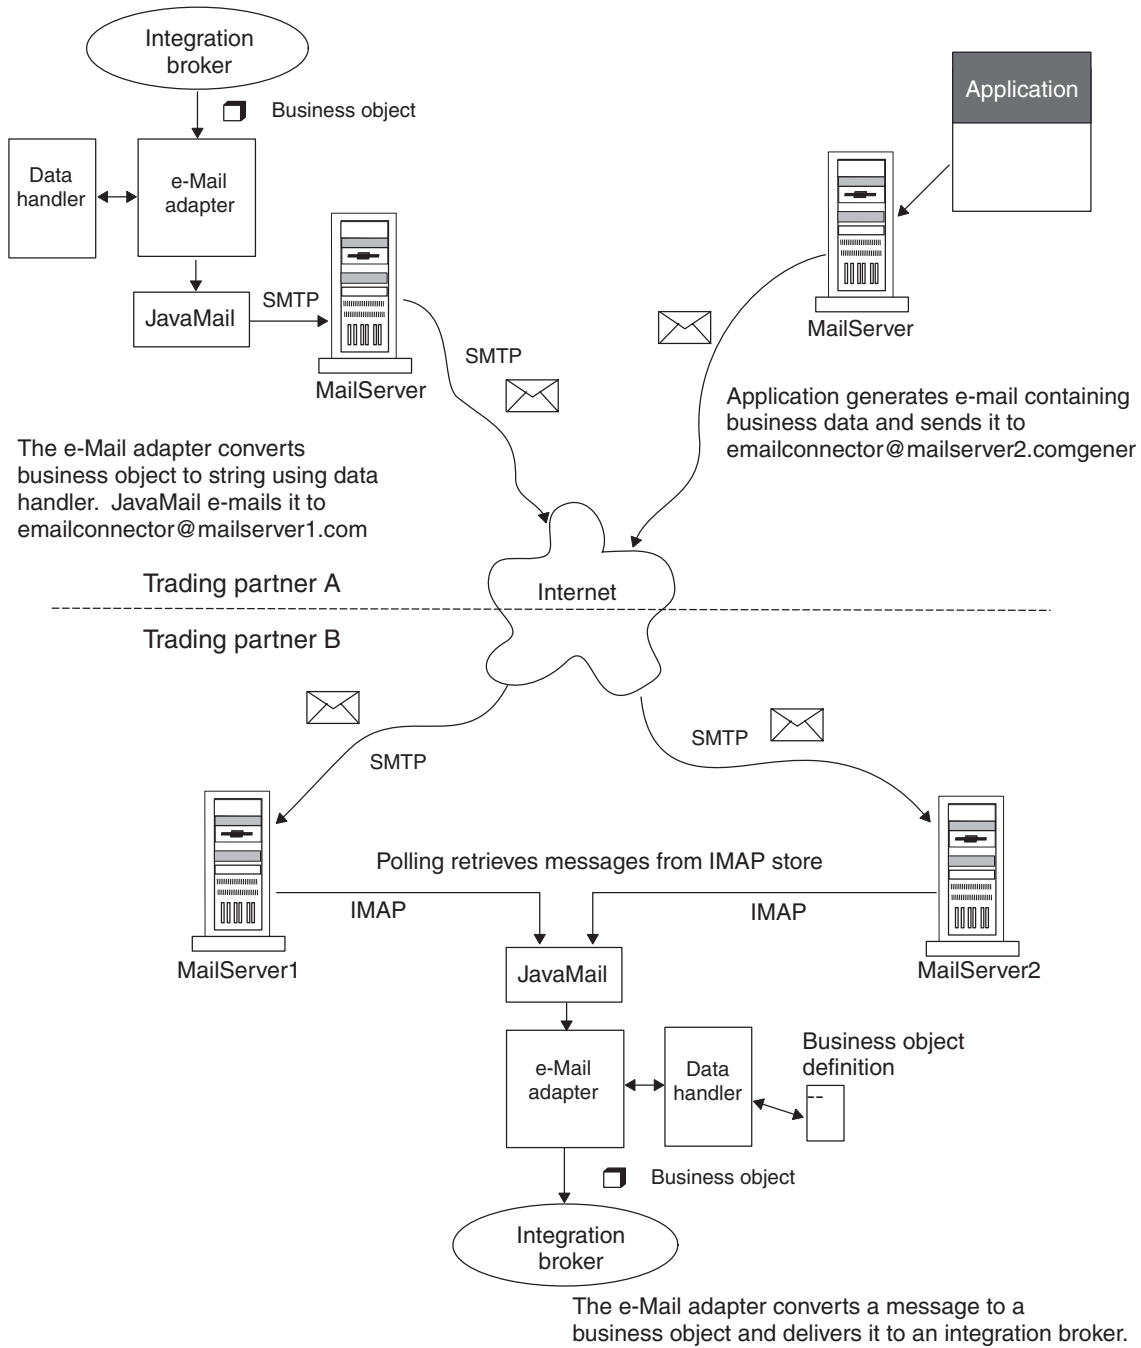 Integration
broker
Business object
Application
Data
handler
e-Mail
adapter
JavaMail
SMTP
MailServer
MailServer
SMTP
Application generates e-mail containing
business data and sends it to
emailconnector@mailserver2.comgener
The e-Mail adapter converts
business object to string using data
handler. JavaMail e-mails it to
emailconnector@mailserver1.com
Trading partner A
Internet
Trading partner B
SMTP
SMTP
Polling retrieves messages from IMAP store
IMAP
IMAP
MailServer1
MailServer2
JavaMail
e-Mail
adapter
Data
handler
Business object
definition
Business object
Integration
broker
The e-Mail adapter converts a message to a
business object and delivers it to an integration broker.